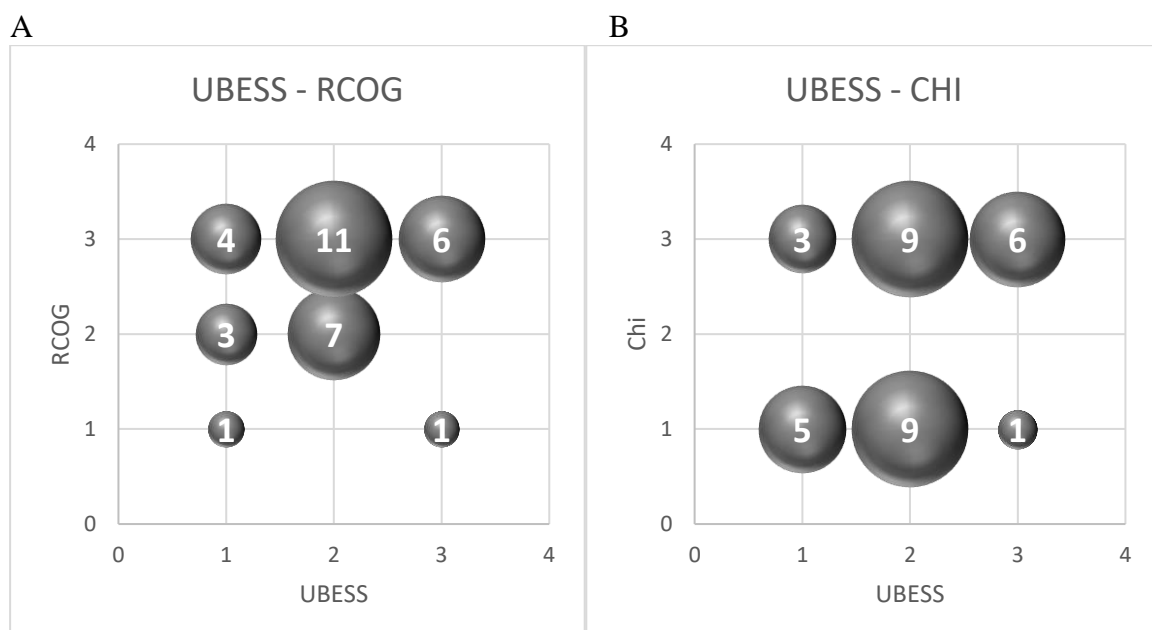 A
B
UBESS - RCOG
UBESS - CHI
4
3
2
1
0
RCOG
4 11 6
3 7
1 1
0 1 2 3 4
UBESS
4
3
2
1
0
Chi
3 9 6
5 9 1
0 1 2 3 4
UBESS